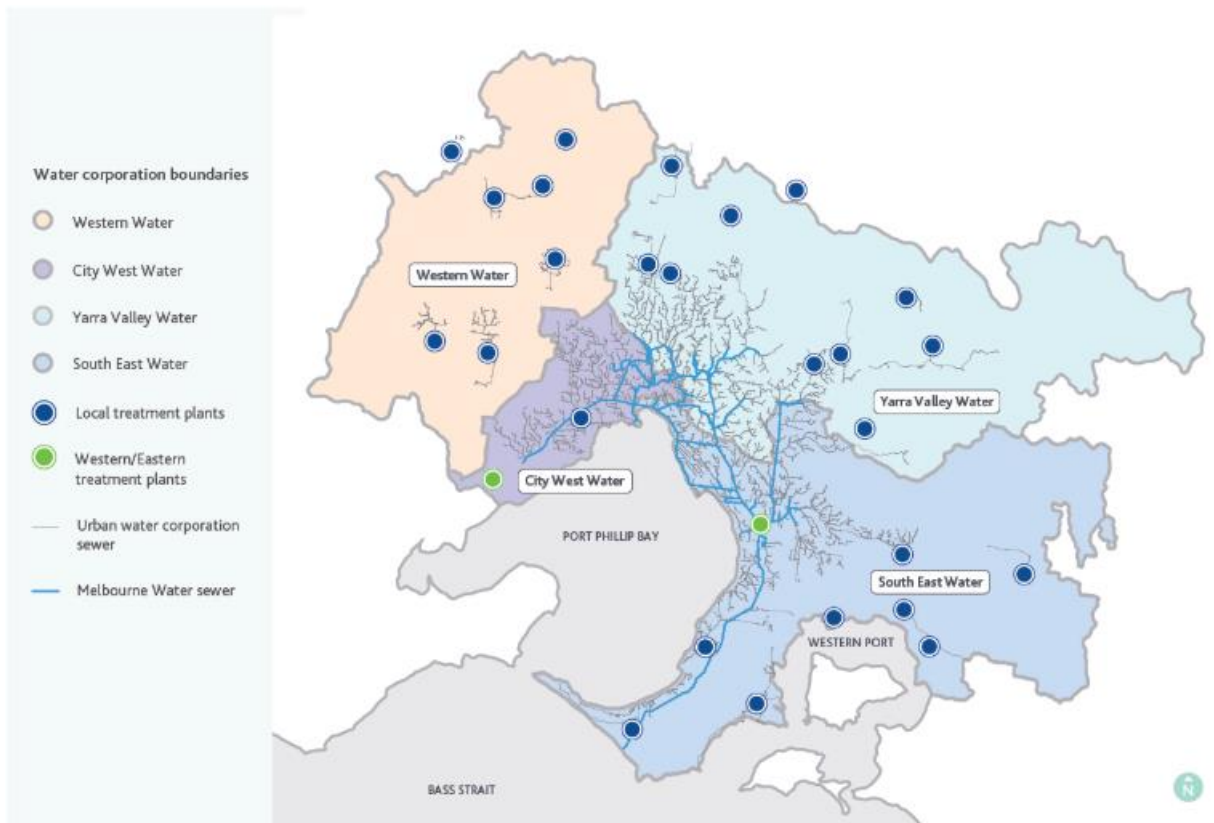 Water corporation boundaries
Western Water
City West Water
Yarra Valley Water
South East Water
Local treatment plants
Western/Eastern
treatment plants
Urban water corporation
sewer
Melbourne Water sewer
Western Water
Yarra Valley Water
City West Water
PORT PHILLIP BAY
South East Water
WESTERN PORT
BASS STRAIT
N